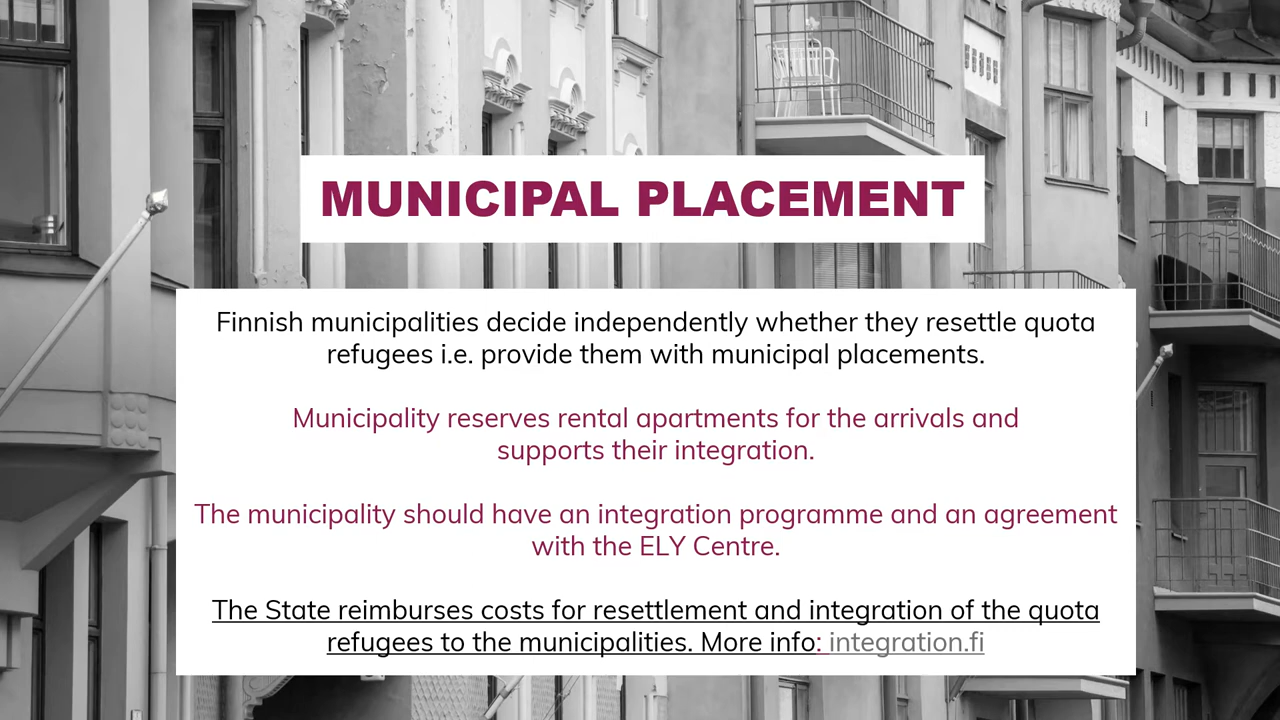 MUNICIPAL PLACEMENT
Finnish municipalities decide independently whether they resettle quota
refugees i.e. provide them with municipal placements.
Municipality reserves rental apartments for the arrivals and
supports their integration.
The municipality should have an integration programme and an agreement
with the ELY Centre.
The State reimburses costs for resettlement and integration of the quota
refugees to the municipalities. More info: integration.fi